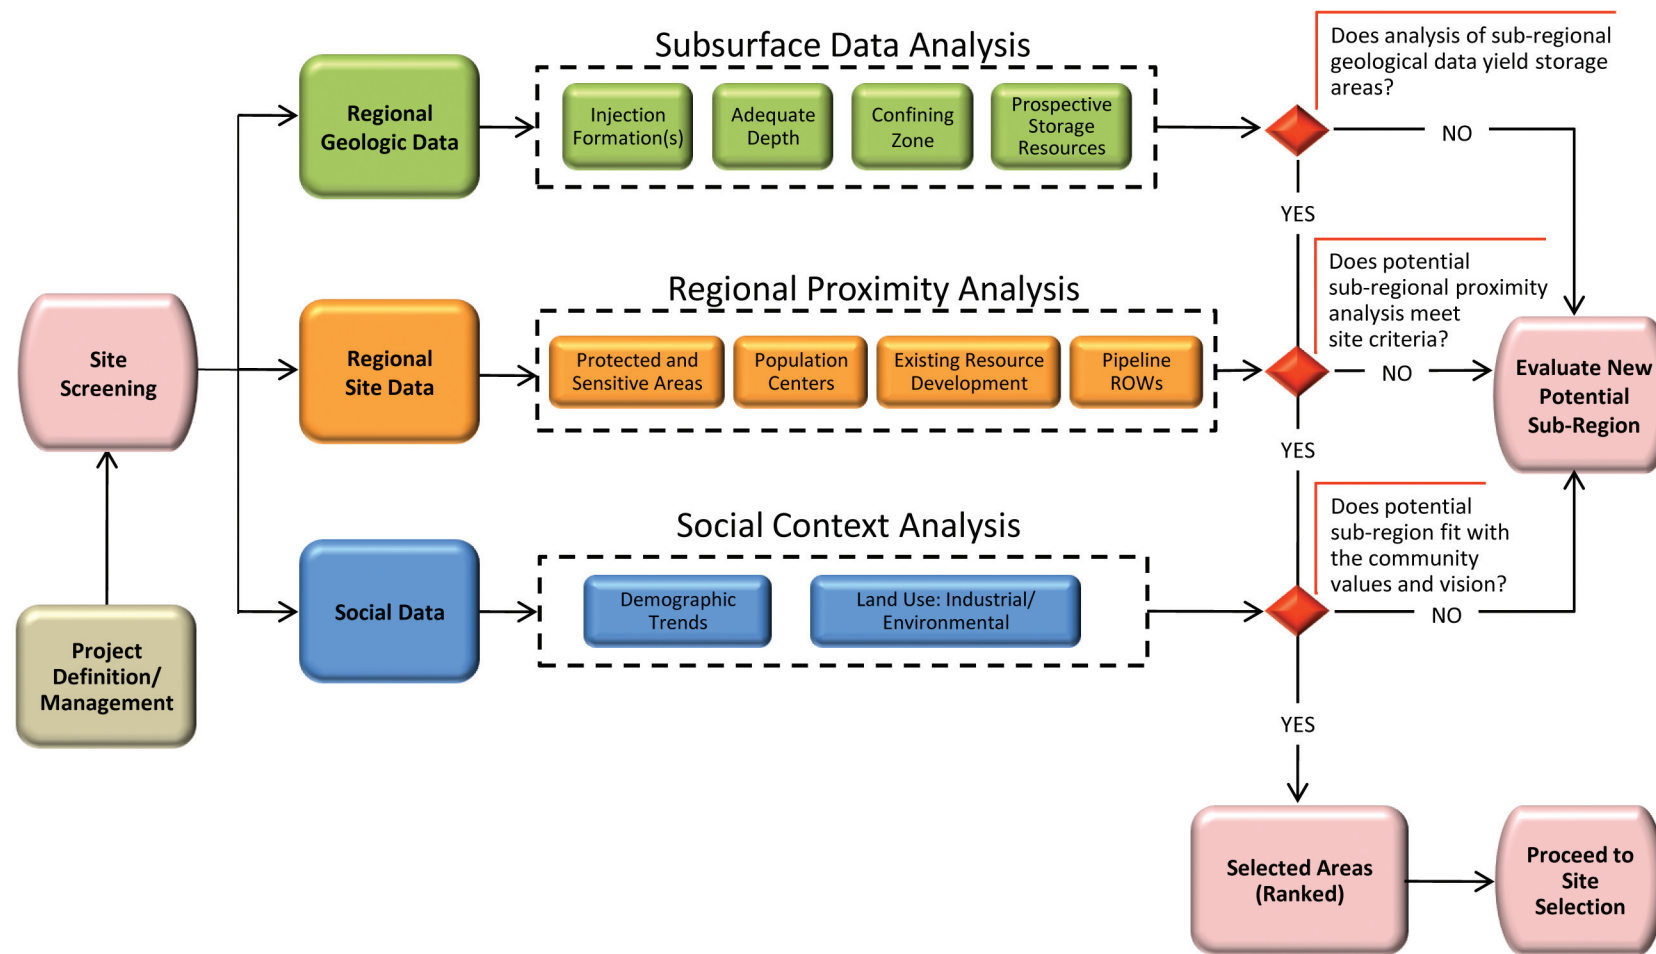 Subsurface Data Analysis
Does analysis of sub-regional
geological data yield storage
areas?
Regional
Geologic Data
Injection
Formation(s)
Adequate
Depth
Confining
Zone
Prospective
Storage
Resources
NO
YES
Regional Proximity Analysis
Does potential
sub-regional proximity
analysis meet
site criteria?
Site
Screening
Regional
Site Data
Protected and
Sensitive Areas
Population
Centers
Existing Resource
Development
Pipeline
ROWs
NO
Evaluate New
Potential
Sub-Region
YES
Social Context Analysis
Does potential
sub-region fit with
the community
values and vision?
Social Data
Demographic
Trends
Land Use: Industrial/
Environmental
NO
Project
Definition/
Management
YES
Selected Areas
(Ranked)
Proceed to
Site
Selection